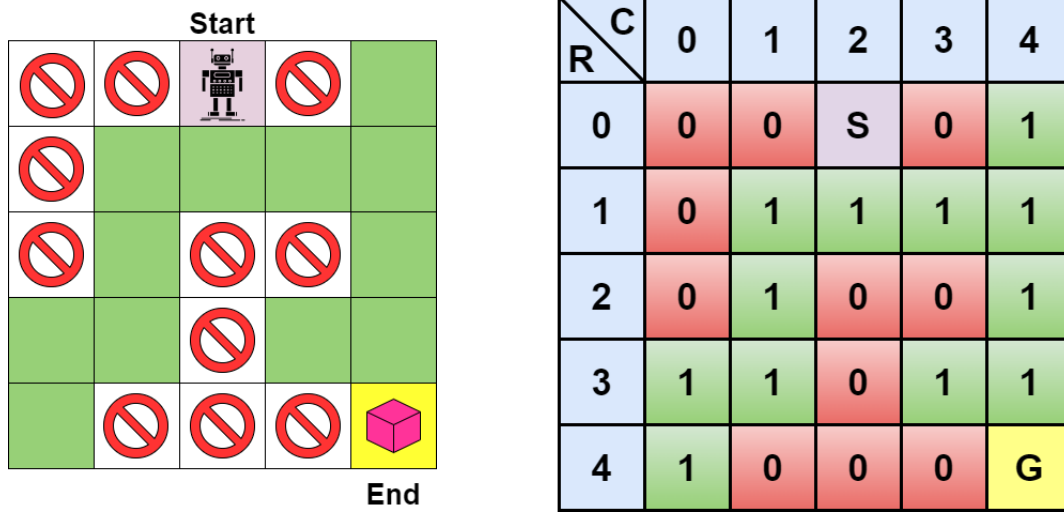 Start
End
C
R
0 1 2 3 4
0 0 0 S 0 1
1 0 1 1 1 1
2 0 1 0 0 1
3 1 1 0 1 1
4 1 0 0 0 G